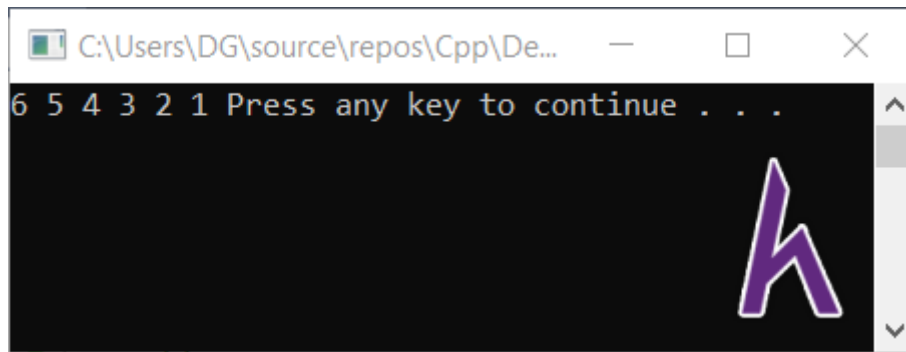 C:\Users\DG\source\repos\Cpp\De...
6 5 4 3 2 1 Press any key to continue . . .